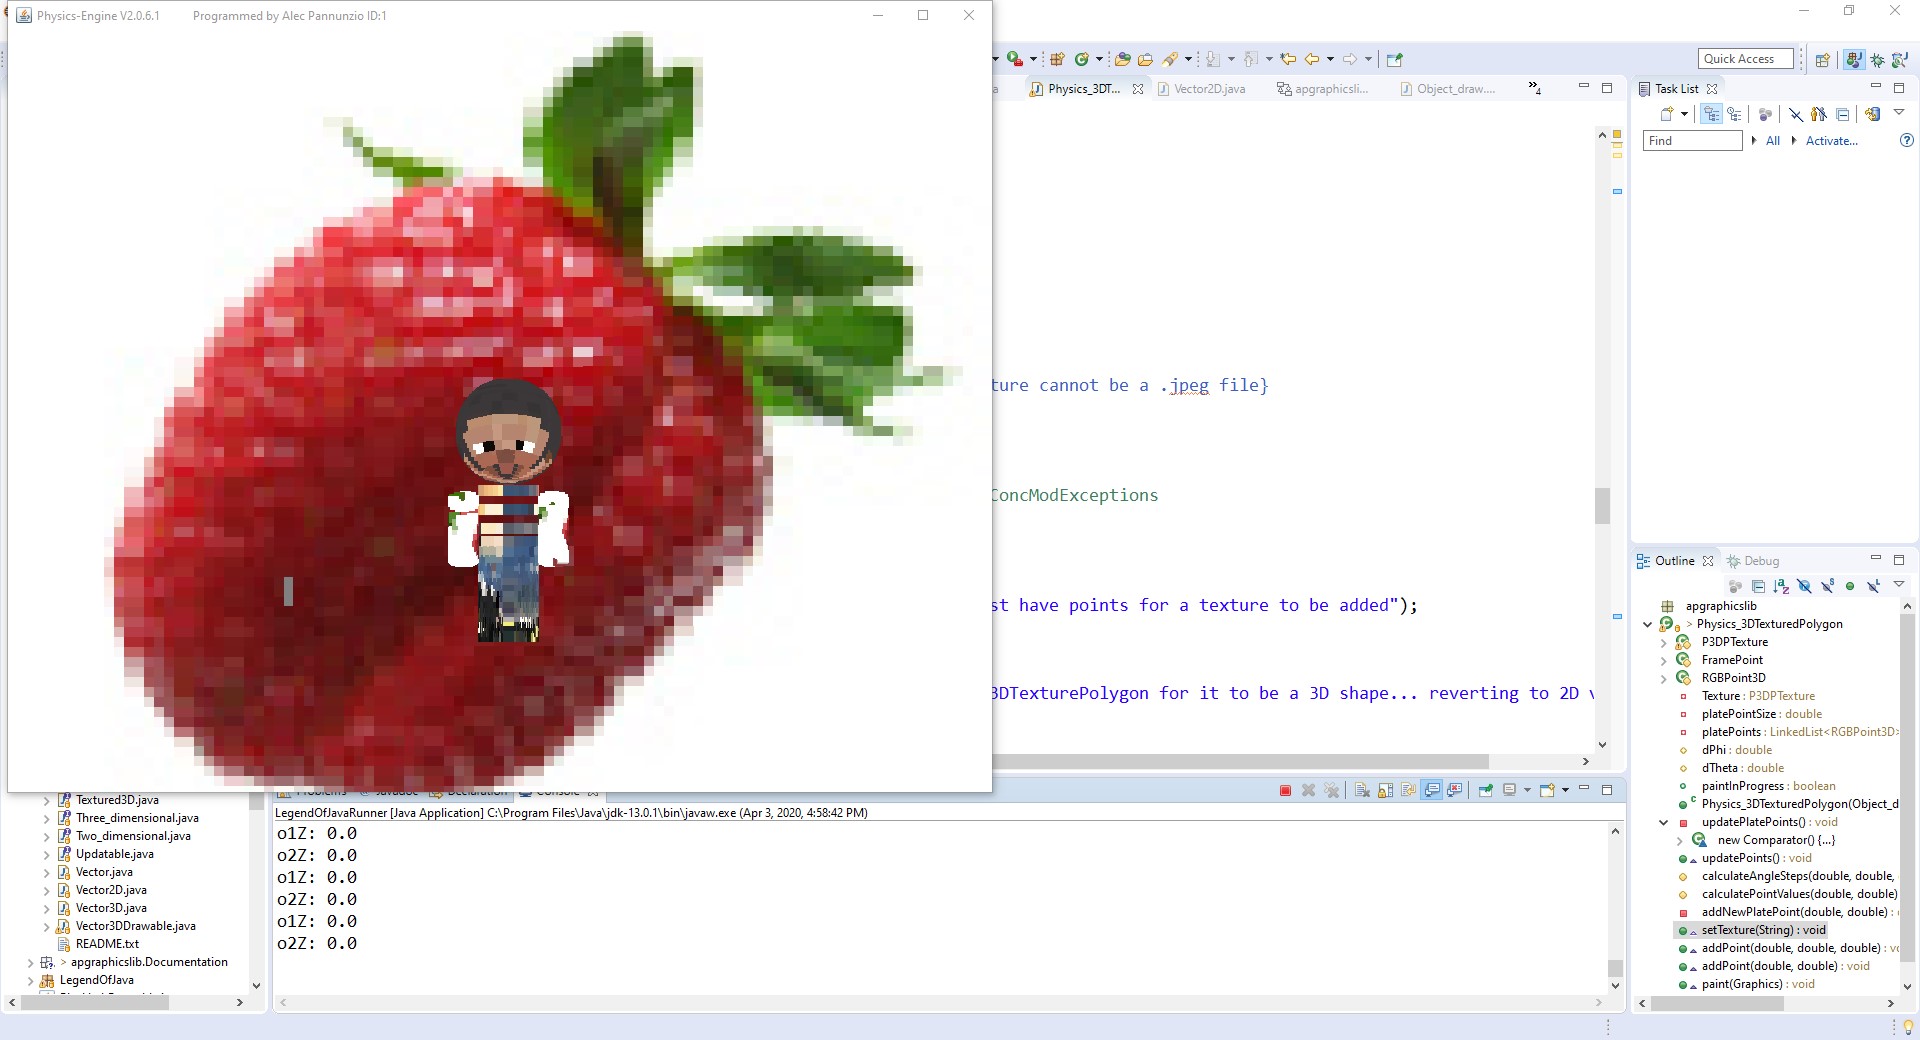 Physics-Engine V2.0.6.1 Programmed by Alec Pannunzio ID:1
Quick Access
Physics_3DT...
Vector2D.java
apgraphicsli...
Object_draw....
4
Task List
Find
All
Activate...
ture cannot be a .jpeg file}
ConcModExceptions
st have points for a texture to be added");
3DTexturePolygon for it to be a 3D shape... reverting to 2D v
Outline
Debug
apgraphicslib
> Physics_3DTexturedPolygon
P3DPTexture
FramePoint
RGBPoint3D
Texture : P3DPTexture
platePointSize : double
platePoints : LinkedList<RGBPoint3D>
dPhi : double
dTheta : double
paintInProgress : boolean
Physics_3DTexturedPolygon(Object_d
updatePlatePoints() : void
new Comparator() {...}
updatePoints() : void
calculateAngleSteps(double, double,
calculatePointValues(double, double)
addNewPlatePoint(double, double) :
setTexture(String) : void
addPoint(double, double, double) : vo
addPoint(double, double) : void
paint(Graphics) : void
Textured3D.java
Three_dimensional.java
Two_dimensional.java
Updatable.java
Vector.java
Vector2D.java
Vector3D.java
Vector3DDrawable.java
README.txt
> apgraphicslib.Documentation
LegendOfJava
Problems
Javadoc
Declaration
Console
LegendOfJavaRunner [Java Application] C:\Program Files\Java\jdk-13.0.1\bin\javaw.exe (Apr 3, 2020, 4:58:42 PM)
o1Z: 0.0
o2Z: 0.0
o1Z: 0.0
o2Z: 0.0
o1Z: 0.0
o2Z: 0.0